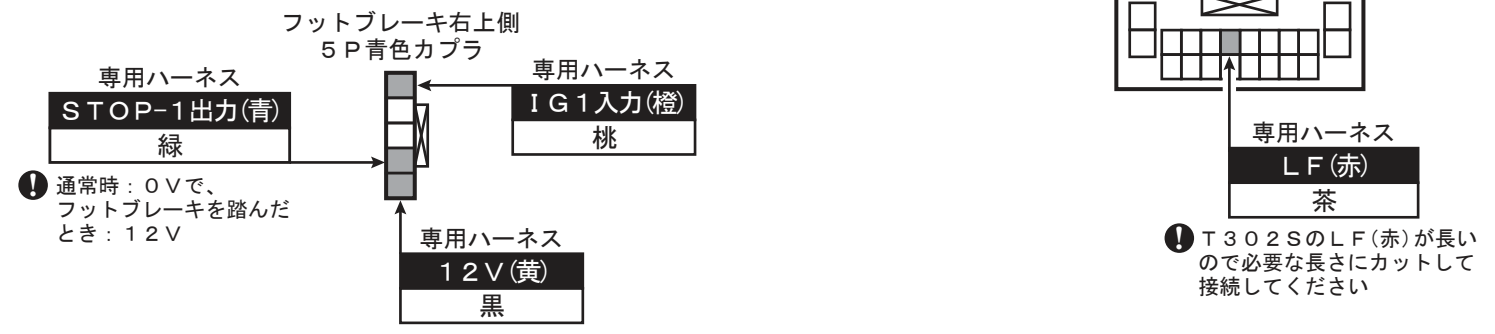 フットブレーキ右上側
５Ｐ青色カプラ
専用ハーネス
ＳＴＯＰ−１出力(青)
緑
通常時：０Ｖで、
フットブレーキを踏んだ
とき：１２Ｖ
専用ハーネス
ＩＧ１入力(橙)
桃
専用ハーネス
１２Ｖ(黄)
黒
専用ハーネス
ＬＦ(赤)
茶
Ｔ３０２ＳのＬＦ(赤)が長い
ので必要な長さにカットして
接続してください